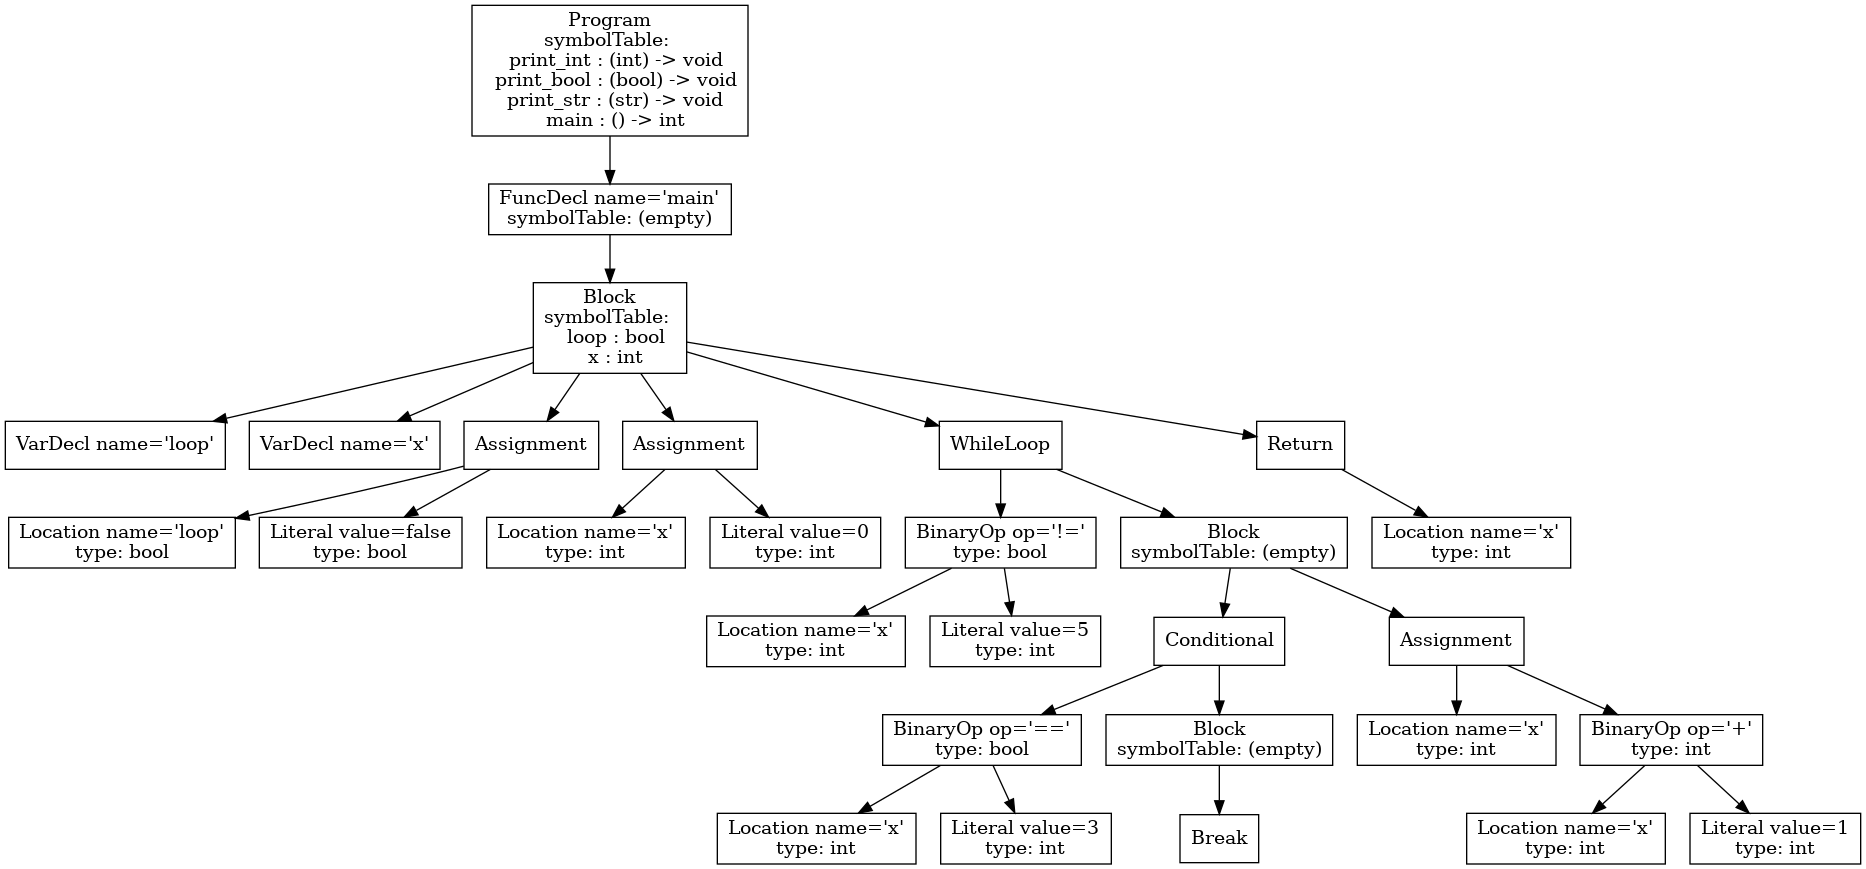 Program
symbolTable:
print_int : (int) -> void
print_bool : (bool) -> void
print_str : (str) -> void
main : () -> int
FuncDecl name='main'
symbolTable: (empty)
Block
symbolTable:
loop : bool
x : int
VarDecl name='loop'
VarDecl name='x'
Assignment
Assignment
WhileLoop
Return
Location name='loop'
type: bool
Literal value=false
type: bool
Location name='x'
type: int
Literal value=0
type: int
BinaryOp op='!='
type: bool
Block
symbolTable: (empty)
Location name='x'
type: int
Location name='x'
type: int
Literal value=5
type: int
Conditional
Assignment
BinaryOp op='=='
type: bool
Block
symbolTable: (empty)
Location name='x'
type: int
BinaryOp op='+'
type: int
Location name='x'
type: int
Literal value=3
type: int
Break
Location name='x'
type: int
Literal value=1
type: int